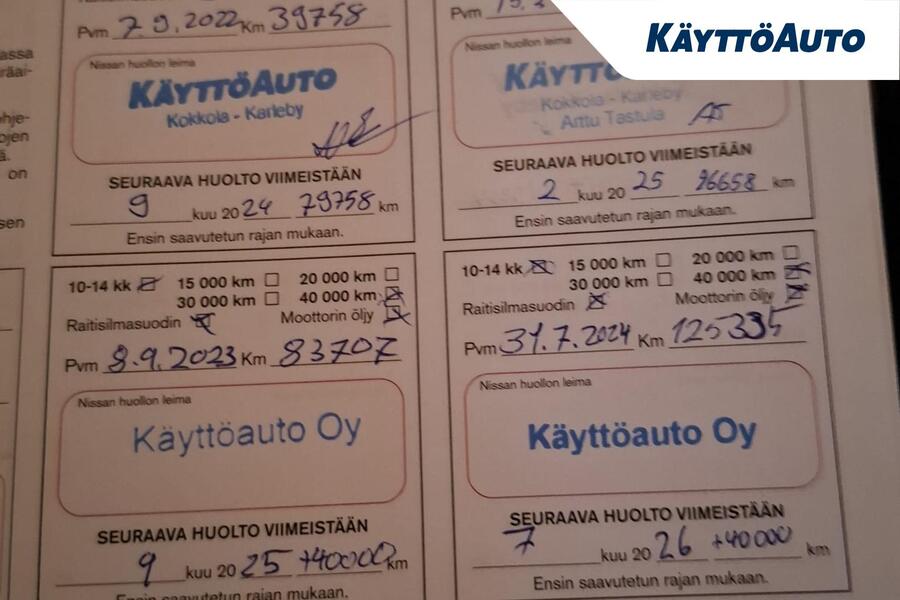 KÄYTTÖAUTO
Pvm 7.9.2022 Km 39758
Nissan huollon leima
KÄYTTÖAUTO
Kokkola - Karleby
SEURAAVA HUOLTO VIIMEISTÄÄN
9 kuu 2024 79758 km
Ensin saavutetun rajan mukaan.
Pvm
Nissan huollon leima
Kokkola - Karleby
Arttu Tastula
SEURAAVA HUOLTO VIIMEISTÄÄN
2 kuu 2025 96658 km
Ensin saavutetun rajan mukaan.
10-14 kk 15 000 km 20 000 km
30 000 km 40 000 km
Raitisilmasuodin Moottorin öljy
Pvm 8.9.2023 Km 83707
Nissan huollon leima
Käyttöauto Oy
SEURAAVA HUOLTO VIIMEISTÄÄN
9 kuu 2025 +40000 km
Ensin saavutetun rajan mukaan.
10-14 kk 15 000 km 20 000 km
30 000 km 40 000 km
Raitisilmasuodin Moottorin öljy
Pvm 31.7.2024 Km 125335
Nissan huollon leima
Käyttöauto Oy
SEURAAVA HUOLTO VIIMEISTÄÄN
7 kuu 2026 +40000 km
Ensin saavutetun rajan mukaan.
on